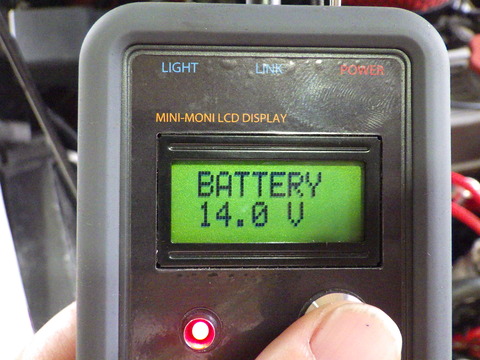 LIGHT LINK POWER
MINI-MONI LCD DISPLAY
BATTERY
14.0 V